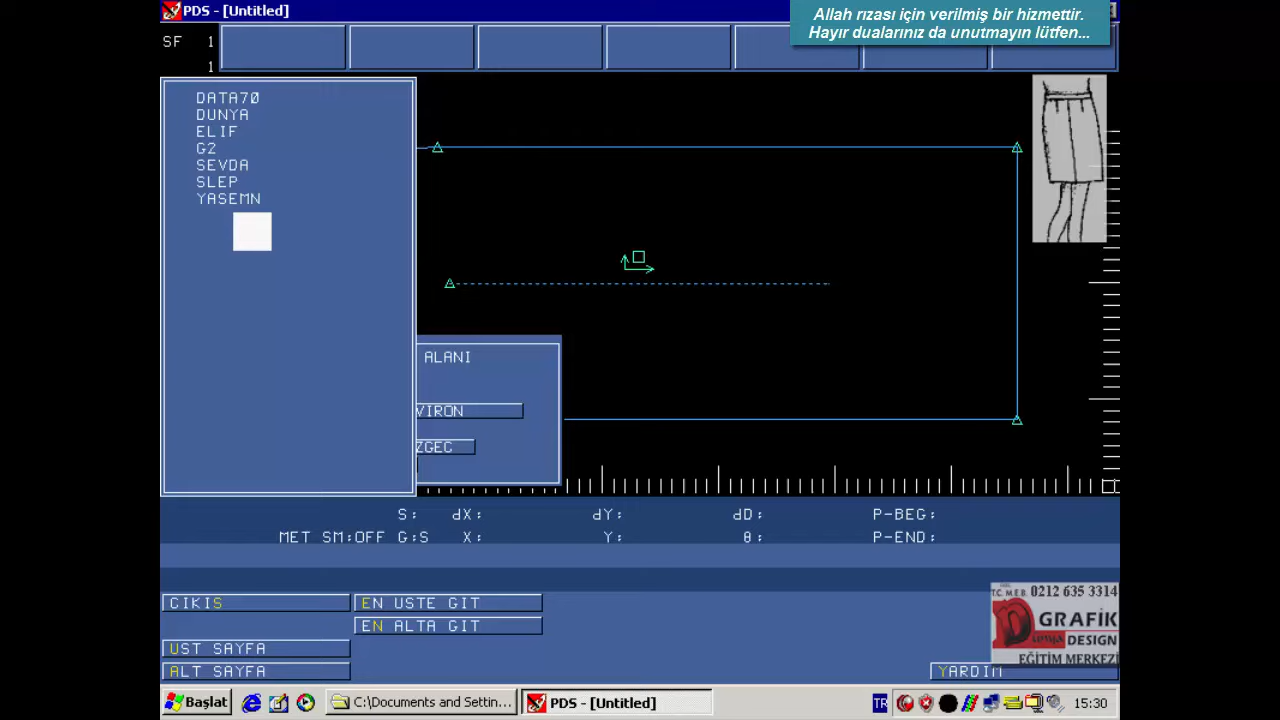 PDS - [Untitled]
Allah rızası için verilmiş bir hizmettir.
Hayır dualarınız da unutmayın lütfen...
SF 1
1
DATA70
DUNYA
ELIF
G2
SEVDA
SLEP
YASEMN
ALANI
VIRON
ZGEC
S: dX: dY: dD: P-BEG:
MET SM:OFF G:S X: Y: θ: P-END:
CIKIS
EN USTE GIT
EN ALTA GIT
UST SAYFA
ALT SAYFA
YARDIM
T.C. M.E.B. 0212 635 3314
GRAFİK
DESIGN
EĞİTİM MERKEZİ
Başlat
C:\Documents and Settin...
PDS - [Untitled]
TR
15:30